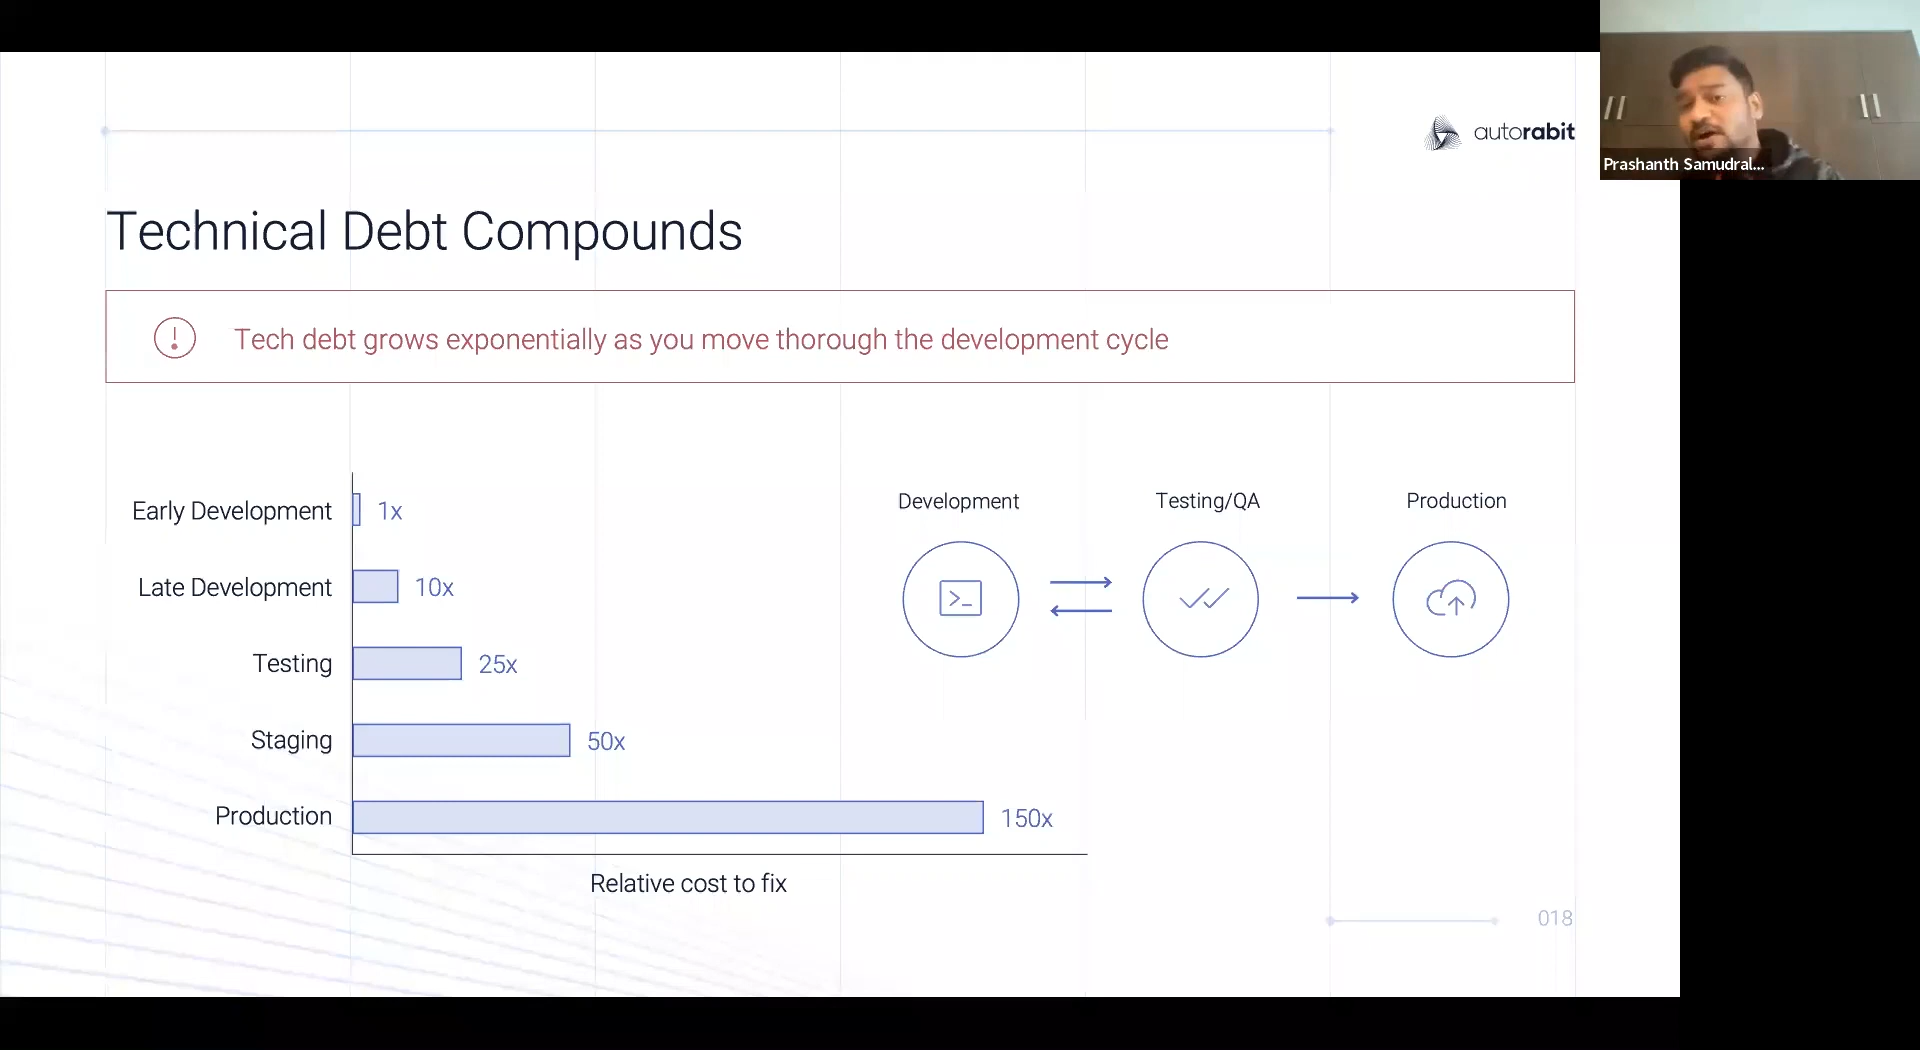 autorabit
Prashanth Samudral...
Technical Debt Compounds
Tech debt grows exponentially as you move thorough the development cycle
Early Development 1x
Late Development 10x
Testing 25x
Staging 50x
Production 150x
Relative cost to fix
Development Testing/QA Production
018